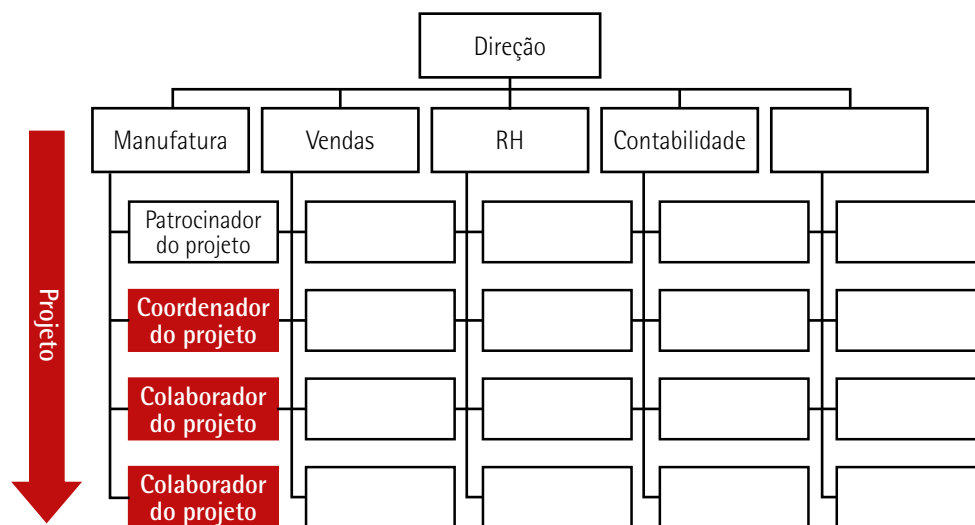 Direção
Manufatura
Vendas
RH
Contabilidade
Projeto
Patrocinador
do projeto
Coordenador
do projeto
Colaborador
do projeto
Colaborador
do projeto